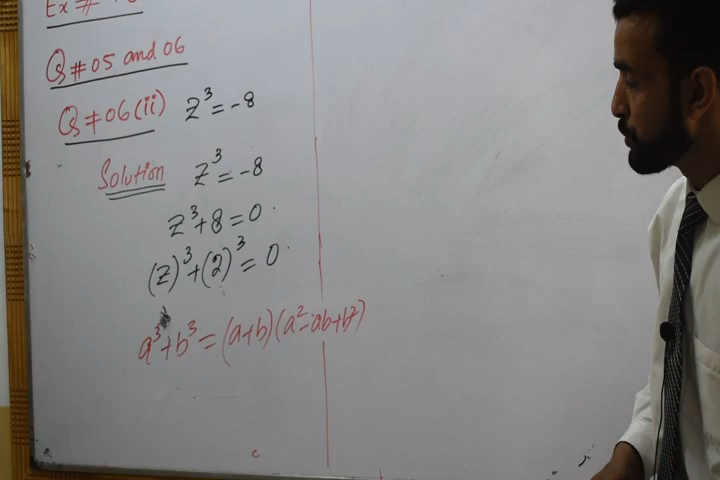 Ex #
Q # 05 and 06
Q # 06 (ii) z³ = -8
Solution z³ = -8
z³ + 8 = 0
(z)³ + (2)³ = 0
a³ + b³ = (a+b)(a² - ab + b²)